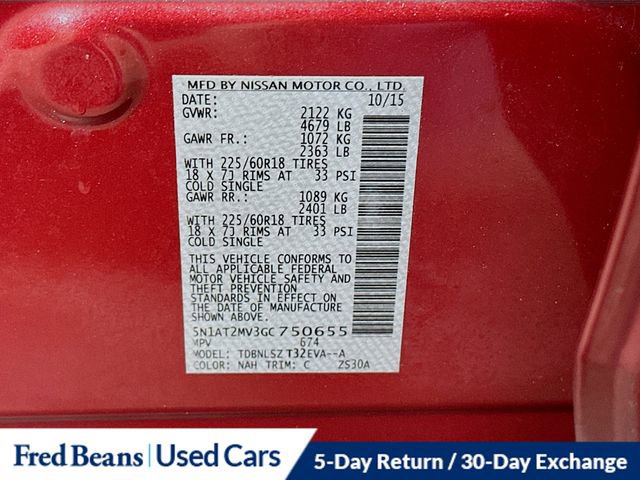 MFD BY NISSAN MOTOR CO., LTD.
DATE: 10/15
GVWR: 2122 KG
4679 LB
GAWR FR.: 1072 KG
2363 LB
WITH 225/60R18 TIRES
18 X 7J RIMS AT 33 PSI
COLD SINGLE
GAWR RR.: 1089 KG
2401 LB
WITH 225/60R18 TIRES
18 X 7J RIMS AT 33 PSI
COLD SINGLE
THIS VEHICLE CONFORMS TO
ALL APPLICABLE FEDERAL
MOTOR VEHICLE SAFETY AND
THEFT PREVENTION
STANDARDS IN EFFECT ON
THE DATE OF MANUFACTURE
SHOWN ABOVE.
5N1AT2MV3GC750655
MPV 674
MODEL: TDBNLSZ T32EVA--A
COLOR: NAH TRIM: C ZS30A
Fred Beans | Used Cars
5-Day Return / 30-Day Exchange